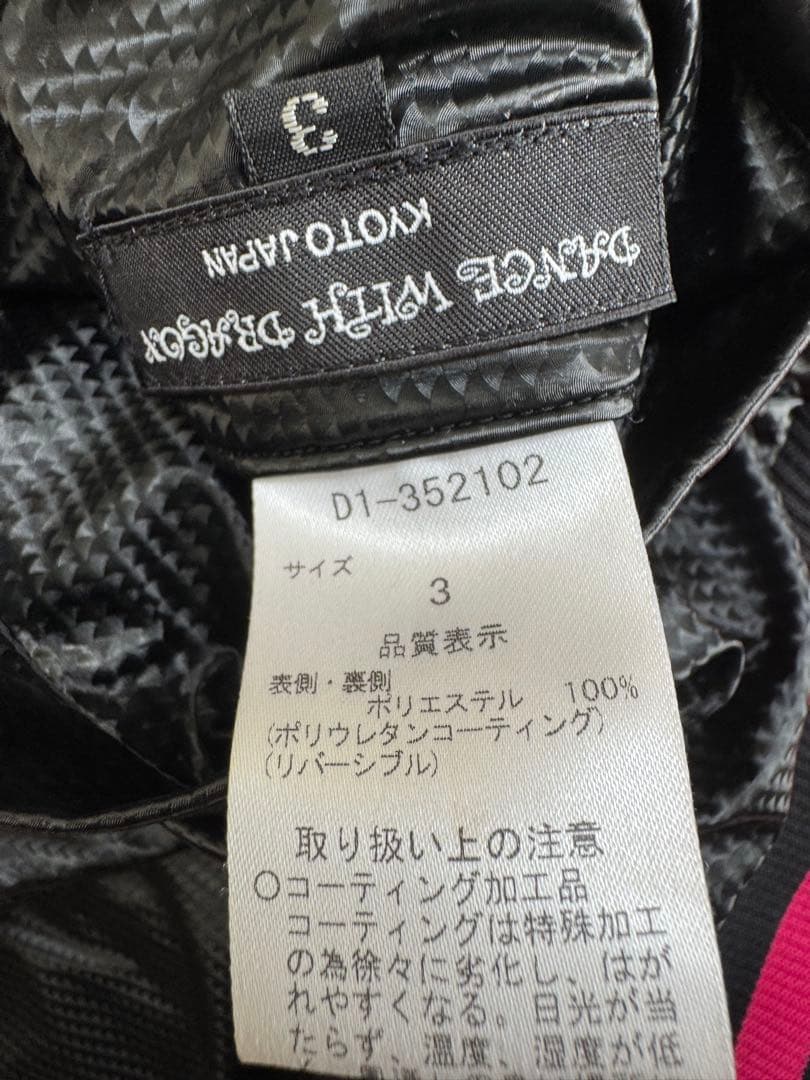 3
DANCE WITH DRAGON
KYOTO JAPAN
D1-352102
サイズ
3
品質表示
表側・裏側
ポリエステル 100%
(ポリウレタンコーティング)
(リバーシブル)
取り扱い上の注意
○コーティング加工品
コーティングは特殊加工
の為徐々に劣化し、はが
れやすくなる。日光が当
たらず、温度、湿度が低